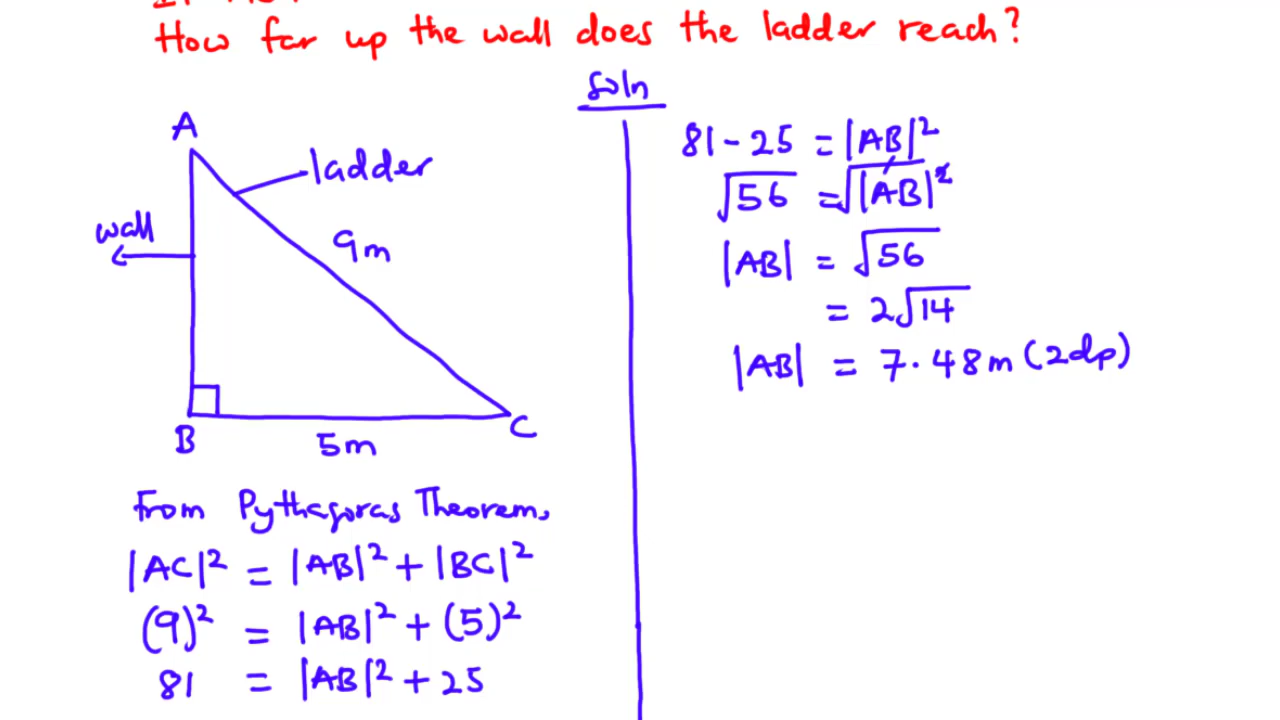 How far up the wall does the ladder reach?
Soln
A
ladder
wall
9m
B
5m
C
From Pythagoras Theorem,
|AC|² = |AB|² + |BC|²
(9)² = |AB|² + (5)²
81 = |AB|² + 25
81 - 25 = |AB|²
√56 = √|AB|²
|AB| = √56
= 2√14
|AB| = 7.48m (2dp)